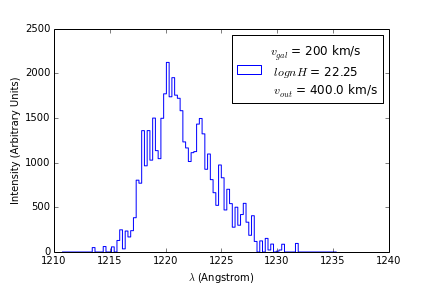 2500
2000
1500
1000
500
0
Intensity (Arbitrary Units)
v_gal = 200 km/s
lognH = 22.25
v_out = 400.0 km/s
1210 1215 1220 1225 1230 1235 1240
λ (Angstrom)